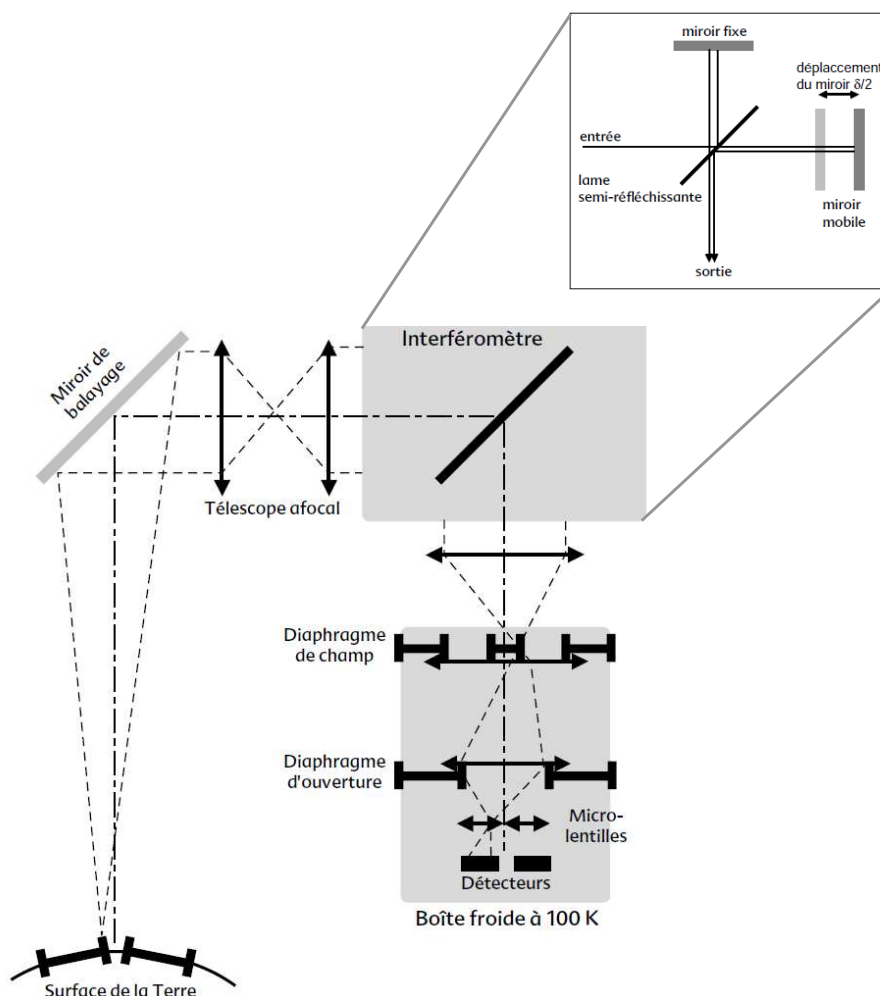 miroir fixe
déplaccement
du miroir δ/2
entrée
lame
semi-réfléchissante
miroir
mobile
sortie
Interféromètre
Miroir de
balayage
Télescope afocal
Diaphragme
de champ
Diaphragme
d'ouverture
Micro-
lentilles
Détecteurs
Boîte froide à 100 K
Surface de la Terre